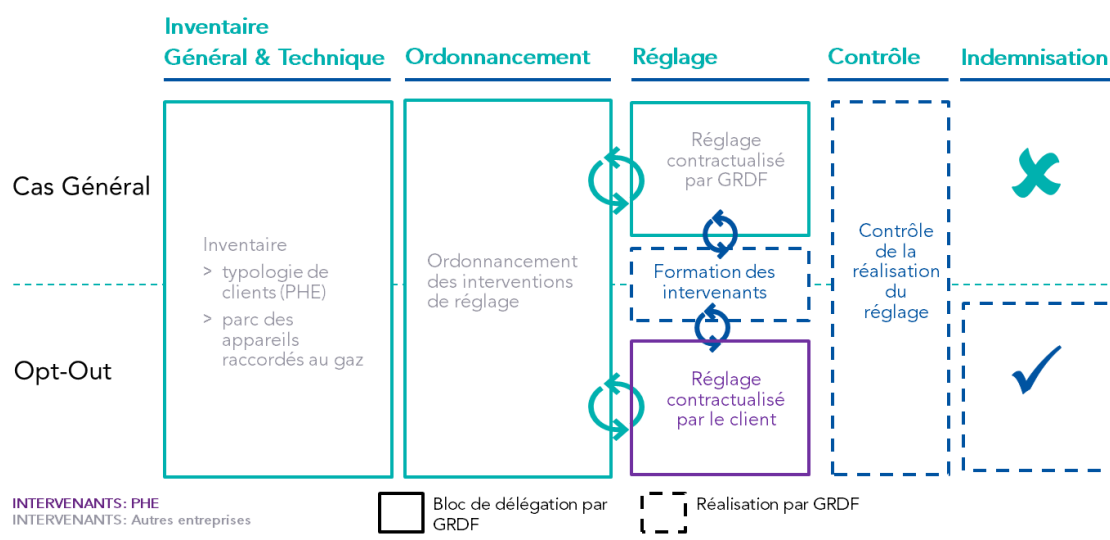 Inventaire
Général & Technique
Ordonnancement
Réglage
Contrôle
Indemnisation
Cas Général
Réglage
contractualisé
par GRDF
Inventaire
> typologie de
clients (PHE)
> parc des
appareils
raccordés au gaz
Ordonnancement
des interventions
de réglage
Formation des
intervenants
Contrôle
de la
réalisation
du
réglage
Opt-Out
Réglage
contractualisé
par le client
INTERVENANTS: PHE
INTERVENANTS: Autres entreprises
Bloc de délégation par
GRDF
Réalisation par GRDF